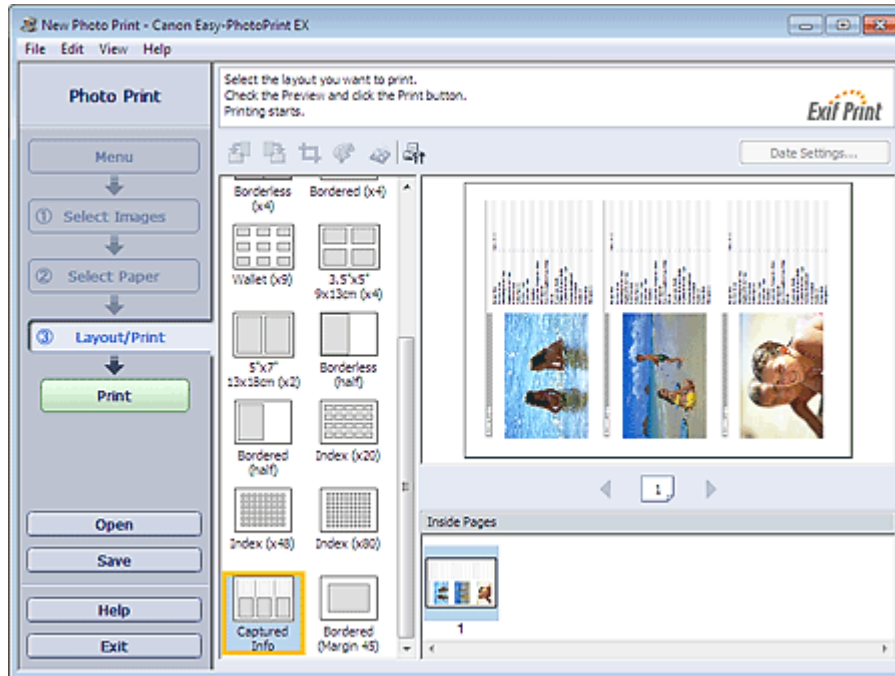 New Photo Print - Canon Easy-PhotoPrint EX
File Edit View Help
Photo Print
Select the layout you want to print.
Check the Preview and click the Print button.
Printing starts.
Exif Print
Menu
① Select Images
② Select Paper
③ Layout/Print
Print
Open
Save
Help
Exit
Date Settings...
Borderless
(x4)
Bordered (x4)
Wallet (x9)
3.5"x5"
9x13cm (x4)
5"x7"
13x18cm (x2)
Borderless
(half)
Bordered
(half)
Index (x20)
Index (x48)
Index (x80)
Captured
Info
Bordered
(Margin 45)
1
Inside Pages
1